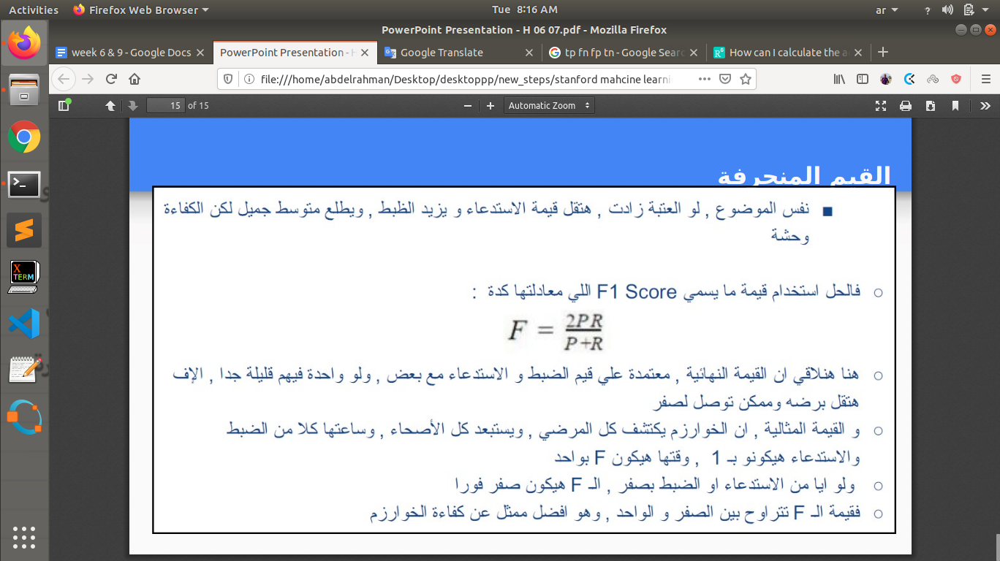 Activities
Firefox Web Browser
Tue 8:16 AM
ar
?
PowerPoint Presentation - H 06 07.pdf - Mozilla Firefox
week 6 & 9 - Google Docs
PowerPoint Presentation - H
Google Translate
tp fn fp tn - Google Searc
How can I calculate the a
file:///home/abdelrahman/Desktop/desktoppp/new_steps/stanford mahcine learni
15 of 15
Automatic Zoom
القيم المنحرفة
نفس الموضوع , لو العتبة زادت , هتقل قيمة الاستدعاء و يزيد الظبط , ويطلع متوسط جميل لكن الكفاءة
وحشة
فالحل استخدام قيمة ما يسمي F1 Score اللي معادلتها كدة :
F = 2PR / P+R
هنا هنلاقي ان القيمة النهائية , معتمدة علي قيم الضبط و الاستدعاء مع بعض , ولو واحدة فيهم قليلة جدا , الإف
هتقل برضه وممكن توصل لصفر
و القيمة المثالية , ان الخوارزم يكتشف كل المرضي , ويستبعد كل الأصحاء , وساعتها كلا من الضبط
والاستدعاء هيكونو بـ 1 , وقتها هيكون F بواحد
ولو ايا من الاستدعاء او الضبط بصفر , الـ F هيكون صفر فورا
فقيمة الـ F تتراوح بين الصفر و الواحد , وهو افضل ممثل عن كفاءة الخوارزم
X
TERM